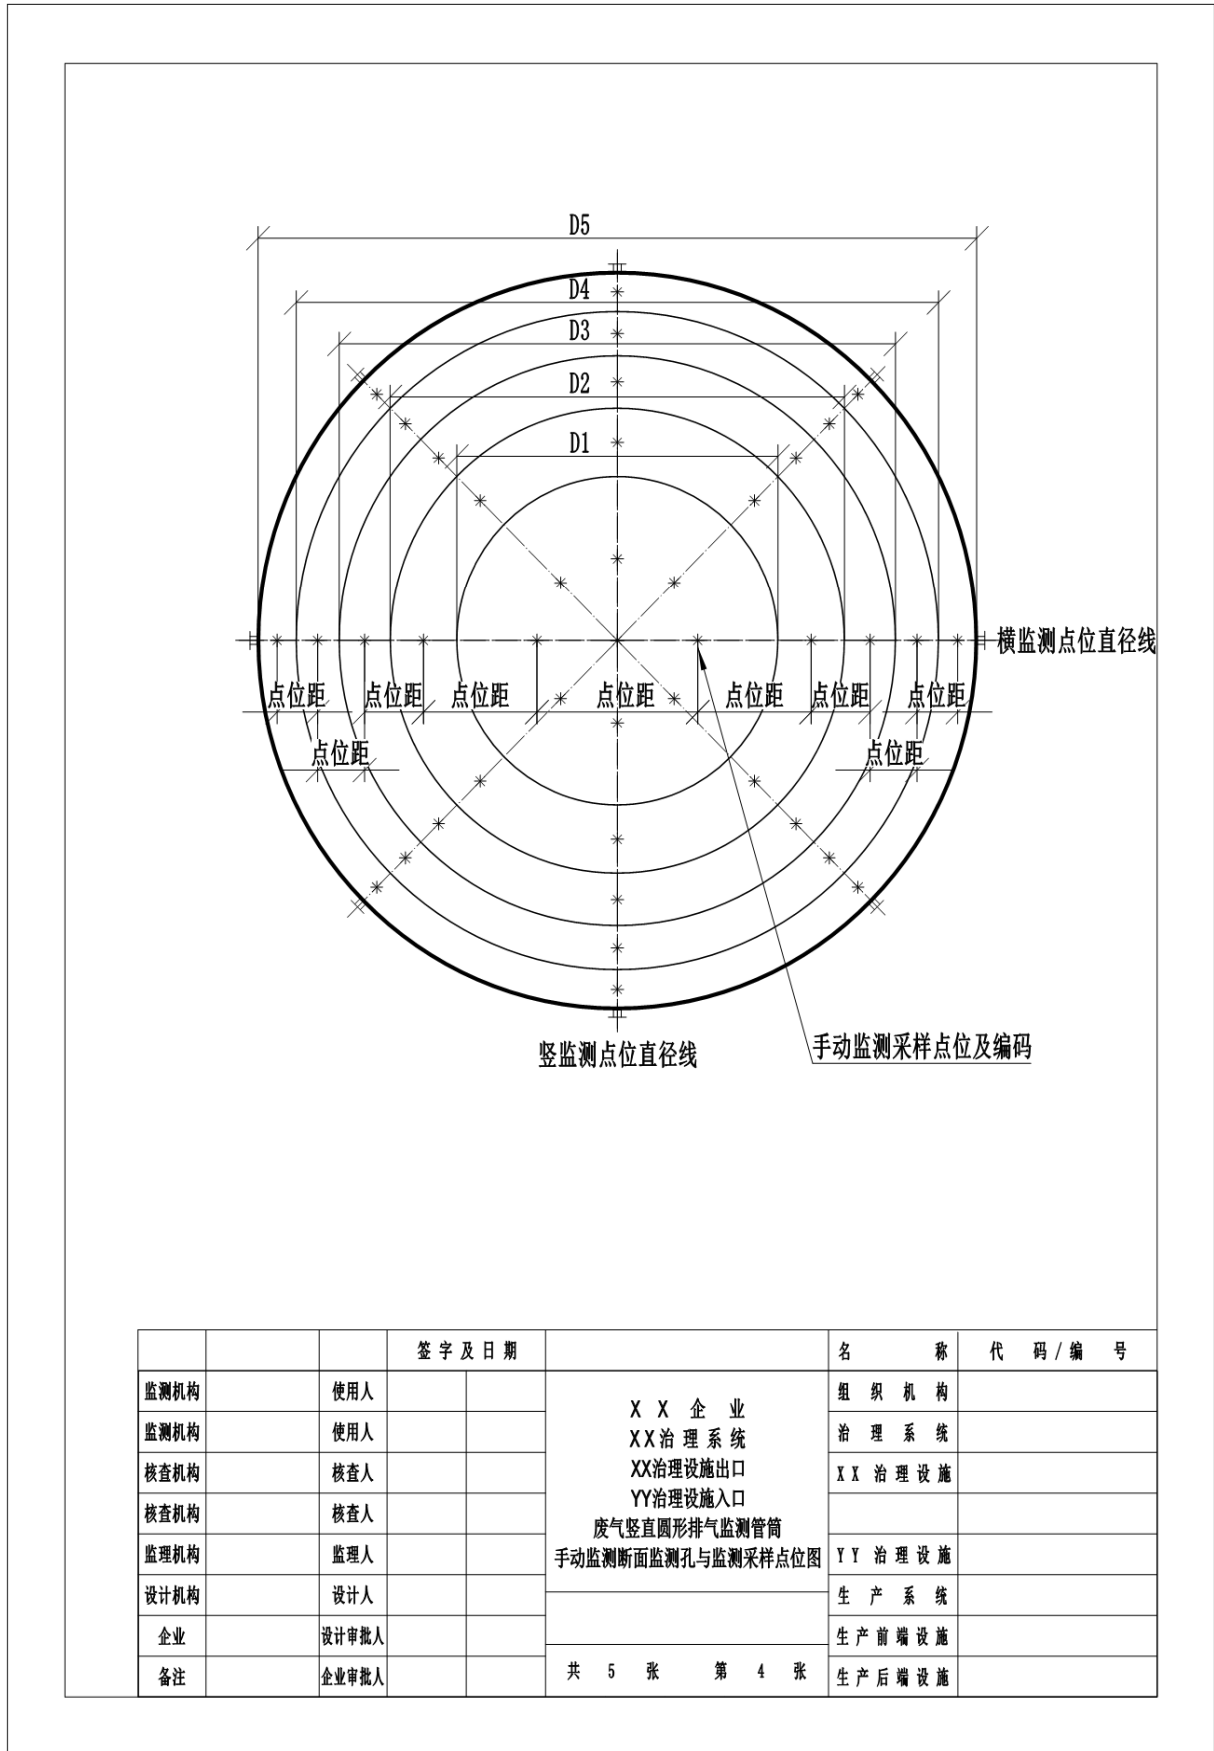 D5
D4
D3
D2
D1
横监测点位直径线
点位距 点位距 点位距 点位距 点位距 点位距 点位距
点位距 点位距
手动监测采样点位及编码
竖监测点位直径线
签字及日期 名称 代码/编号
监测机构 使用人 组织机构
XX企业
监测机构 使用人 治理系统
XX治理系统
核查机构 核查人 XX治理设施出口 XX治理设施
YY治理设施入口
核查机构 核查人
废气竖直圆形排气监测管筒
监理机构 监理人 手动监测断面监测孔与监测采样点位图 YY治理设施
设计机构 设计人 生产系统
企业 设计审批人 生产前端设施
备注 企业审批人 共 5 张 第 4 张 生产后端设施